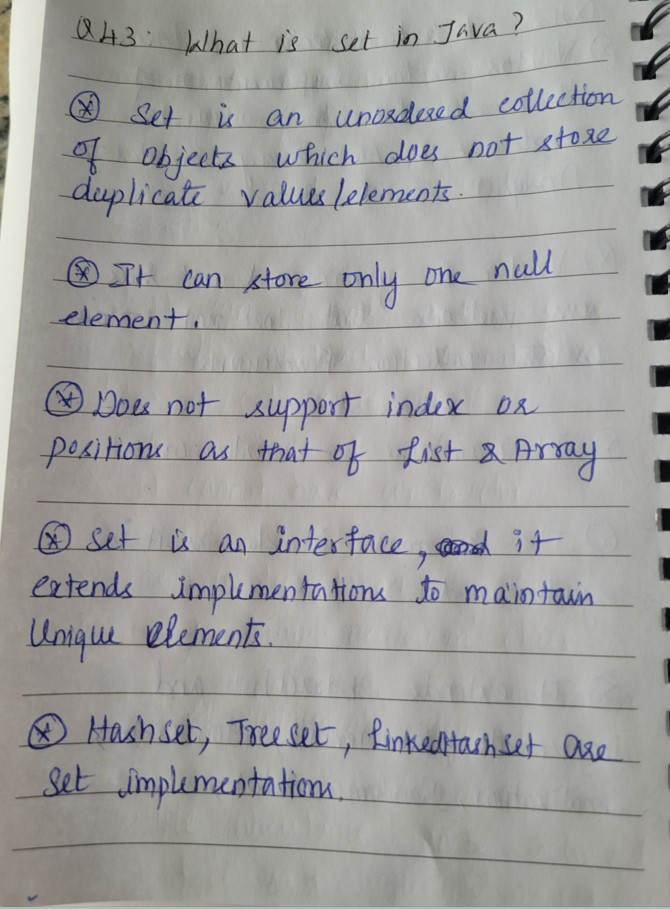 Q43: What is set in Java?
⊛ Set is an unordered collection
of objects which does not store
duplicate values/elements.
⊛ It can store only one null
element.
⊛ Does not support index or
positions as that of List & Array
⊛ Set is an interface, and it
extends implementations to maintain
Unique elements.
⊛ Hashset, Treeset, LinkedHashset are
Set implementations.